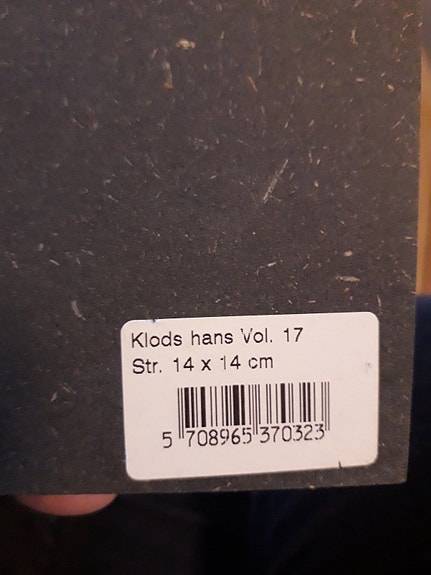 Klods hans Vol. 17
Str. 14 x 14 cm
5 708965 370323